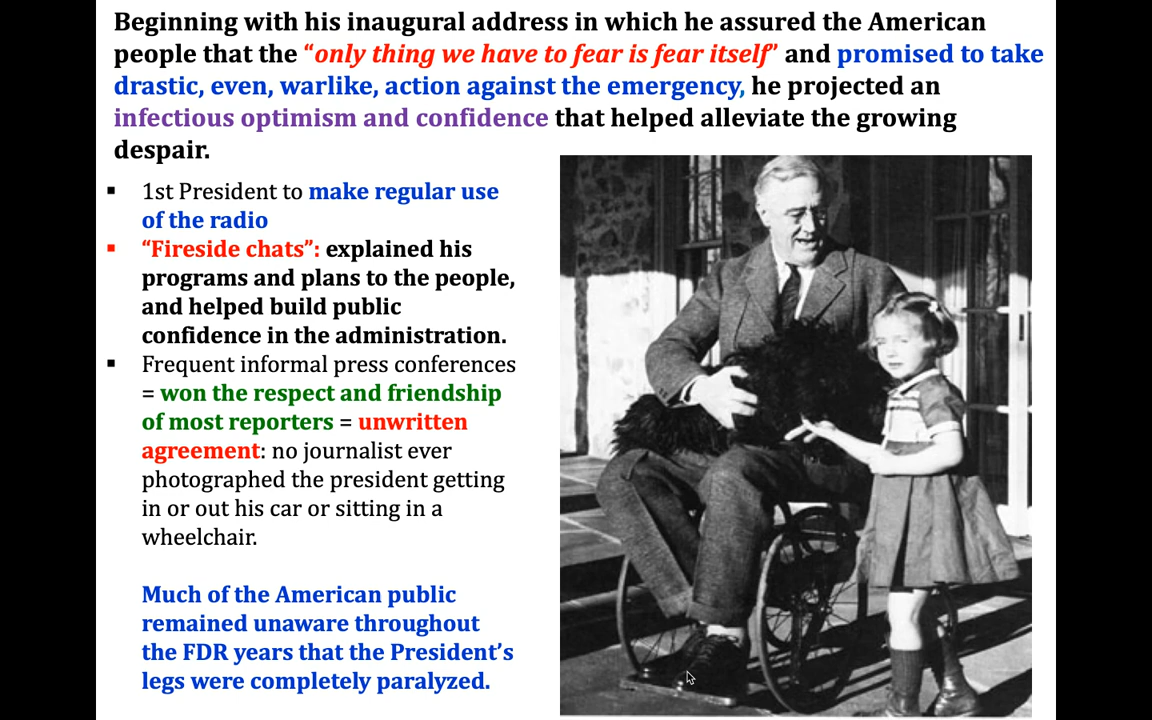 Beginning with his inaugural address in which he assured the American
people that the “only thing we have to fear is fear itself” and promised to take
drastic, even, warlike, action against the emergency, he projected an
infectious optimism and confidence that helped alleviate the growing
despair.
▪ 1st President to make regular use
of the radio
▪ “Fireside chats”: explained his
programs and plans to the people,
and helped build public
confidence in the administration.
▪ Frequent informal press conferences
= won the respect and friendship
of most reporters = unwritten
agreement: no journalist ever
photographed the president getting
in or out his car or sitting in a
wheelchair.
Much of the American public
remained unaware throughout
the FDR years that the President’s
legs were completely paralyzed.